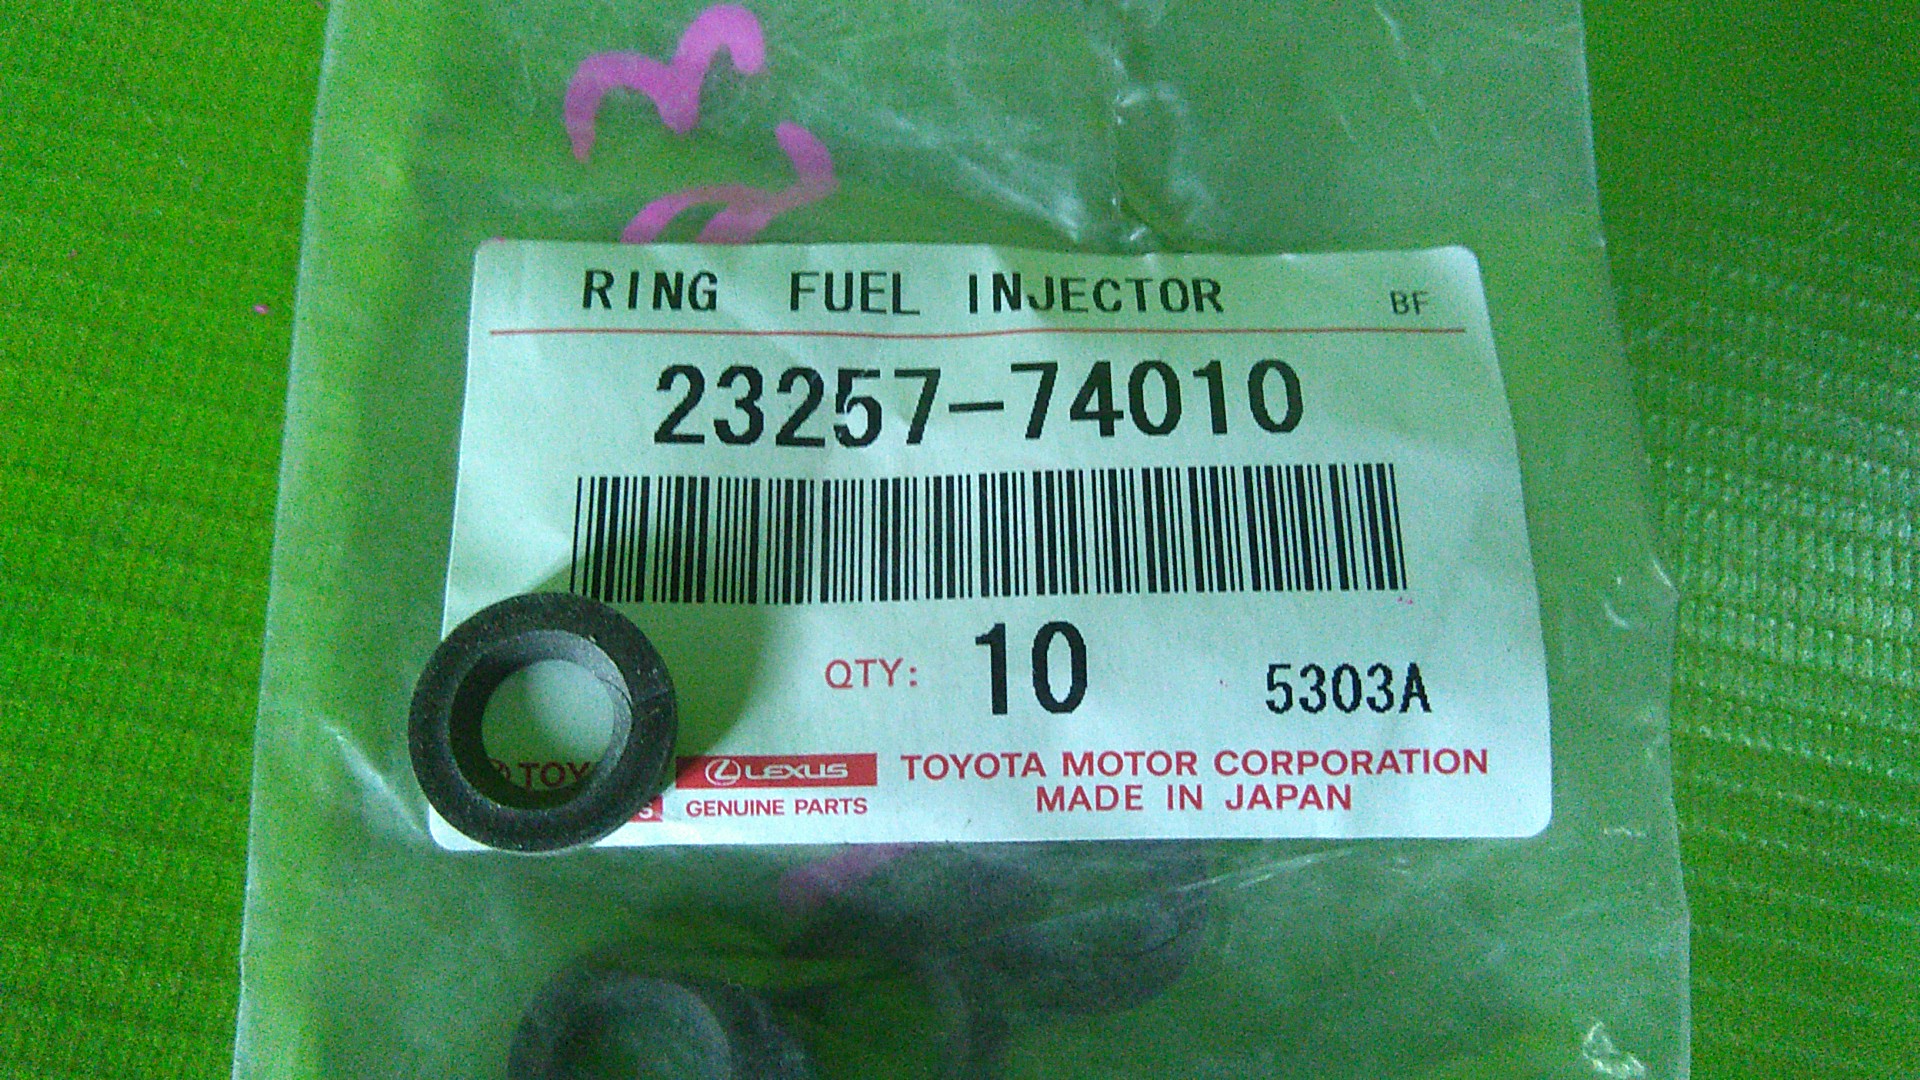 RING FUEL INJECTOR BF
23257-74010
QTY: 10 5303A
LEXUS TOYOTA MOTOR CORPORATION
GENUINE PARTS MADE IN JAPAN